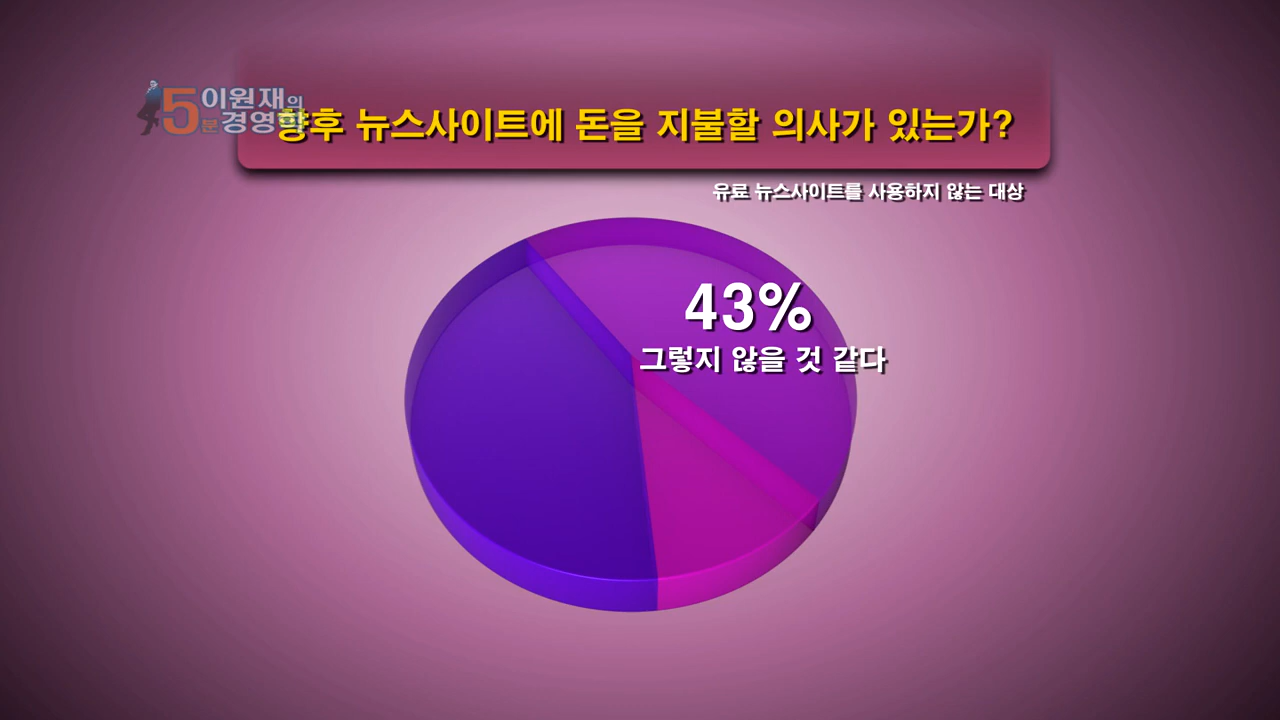 이원재의
5분 경영학
향후 뉴스사이트에 돈을 지불할 의사가 있는가?
유료 뉴스사이트를 사용하지 않는 대상
43%
그렇지 않을 것 같다